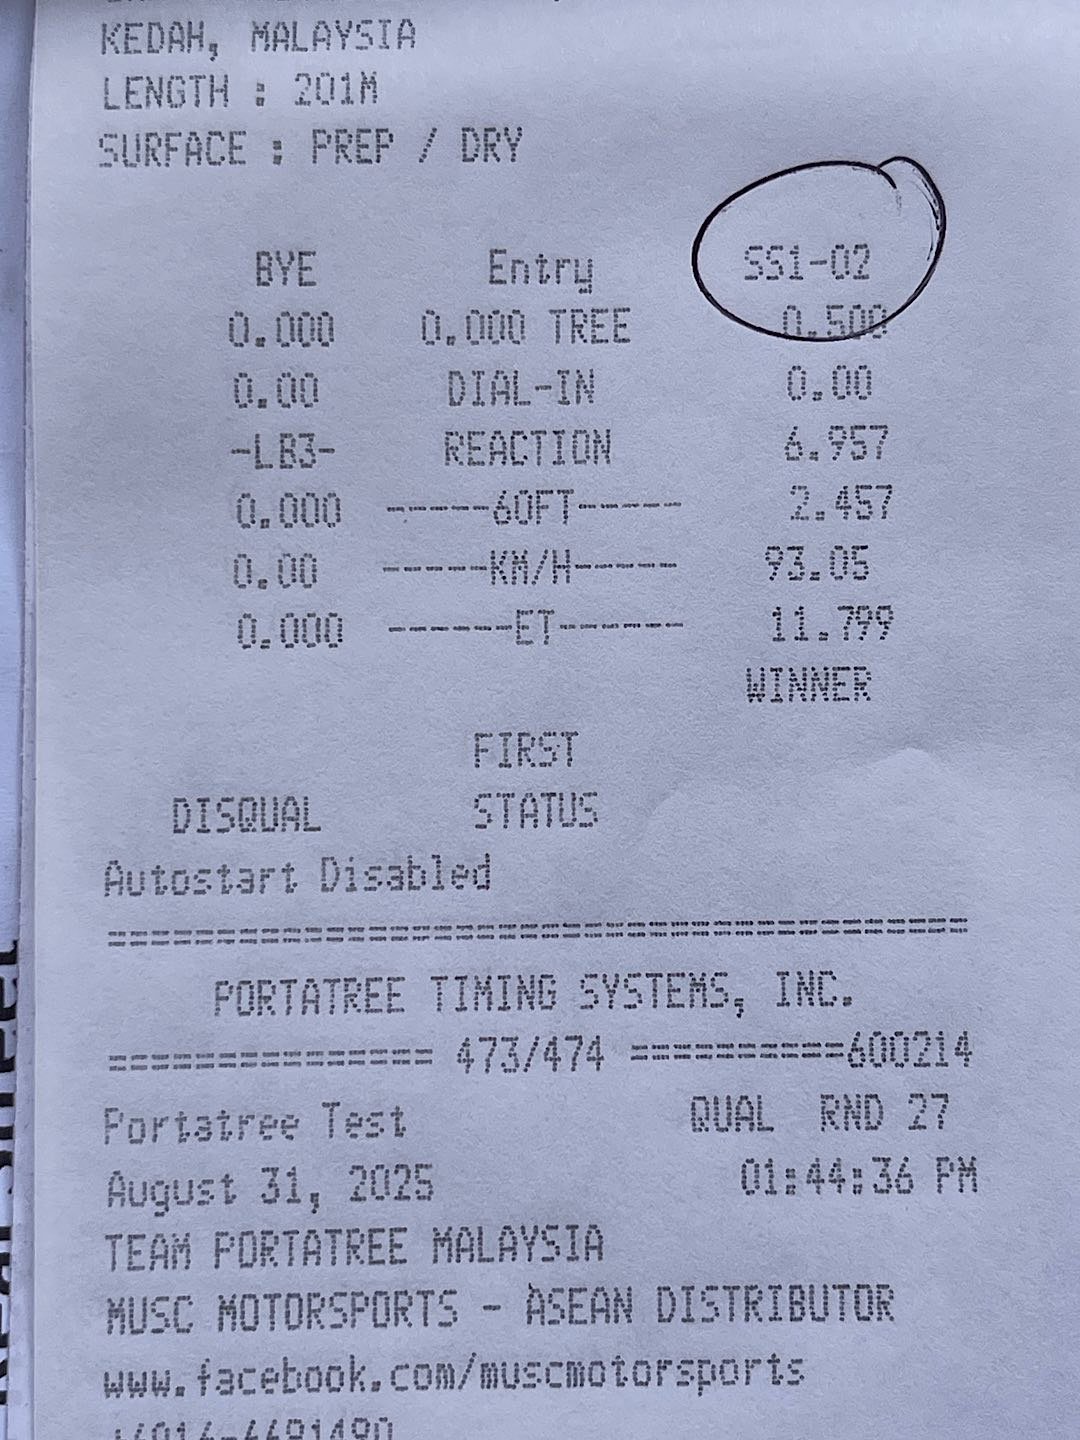 KEDAH, MALAYSIA
LENGTH : 201M
SURFACE : PREP / DRY
BYE Entry SS1-02
0.000 0.000 TREE 0.500
0.00 DIAL-IN 0.00
-LB3- REACTION 6.957
0.000 -----60FT----- 2.457
0.00 -----KM/H----- 93.05
0.000 ------ET------ 11.799
WINNER
FIRST
DISQUAL STATUS
Autostart Disabled
========================================
PORTATREE TIMING SYSTEMS, INC.
=============== 473/474 ==========600214
Portatree Test QUAL RND 27
August 31, 2025 01:44:36 PM
TEAM PORTATREE MALAYSIA
MUSC MOTORSPORTS - ASEAN DISTRIBUTOR
www.facebook.com/muscmotorsports